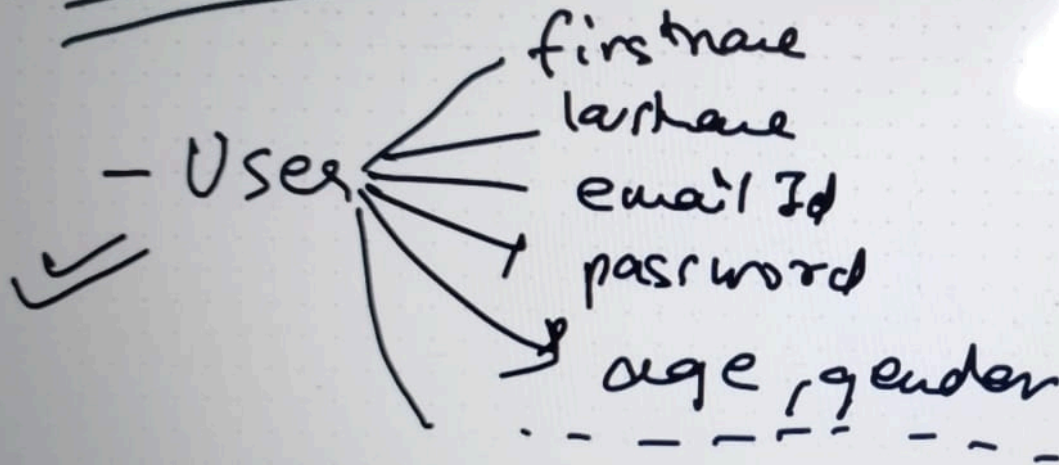 firstname
lastname
- User
email Id
password
age, gender